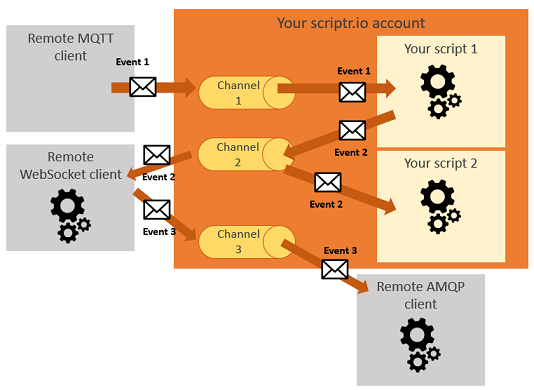 Your scriptr.io account
Remote MQTT
client
Your script 1
Event 1
Event 1
Channel
1
Event 2
Channel
2
Remote
WebSocket client
Event 2
Your script 2
Event 2
Event 3
Channel
3
Event 3
Remote AMQP
client